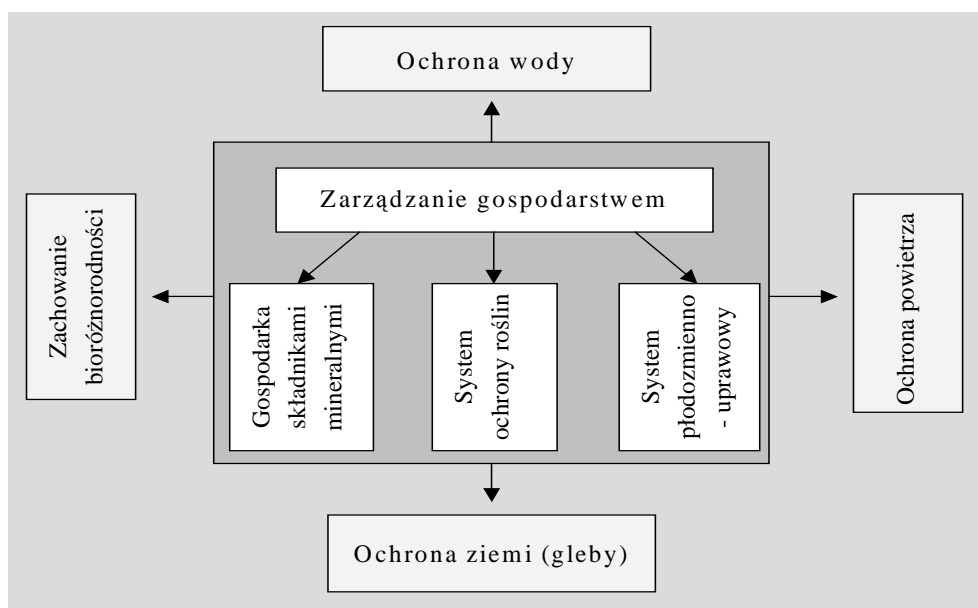 Ochrona wody
Zarządzanie gospodarstwem
Zachowanie
bioróżnorodności
Gospodarka
składnikami
mineralnymi
System
ochrony roślin
System
płodozmienno
- uprawowy
Ochrona powietrza
Ochrona ziemi (gleby)